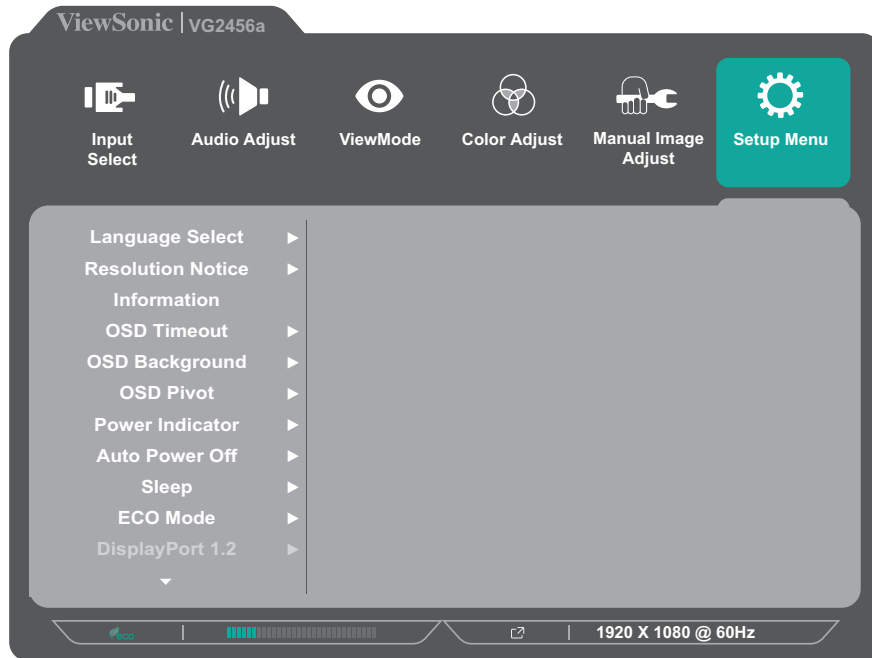 ViewSonic | VG2456a
Input Select
Audio Adjust
ViewMode
Color Adjust
Manual Image Adjust
Setup Menu
Language Select
Resolution Notice
Information
OSD Timeout
OSD Background
OSD Pivot
Power Indicator
Auto Power Off
Sleep
ECO Mode
DisplayPort 1.2
eco
1920 X 1080 @ 60Hz